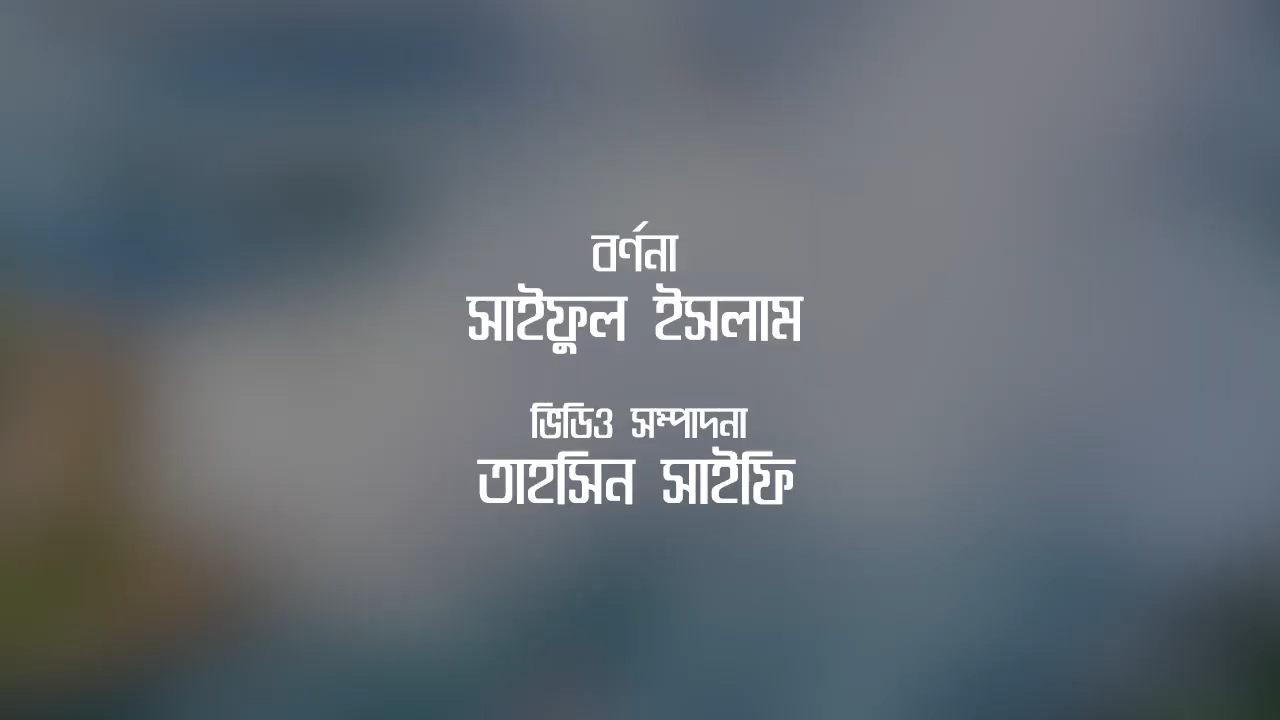 বর্ণনা
সাইফুল ইসলাম
ভিডিও সম্পাদনা
তাহসিন সাইফি